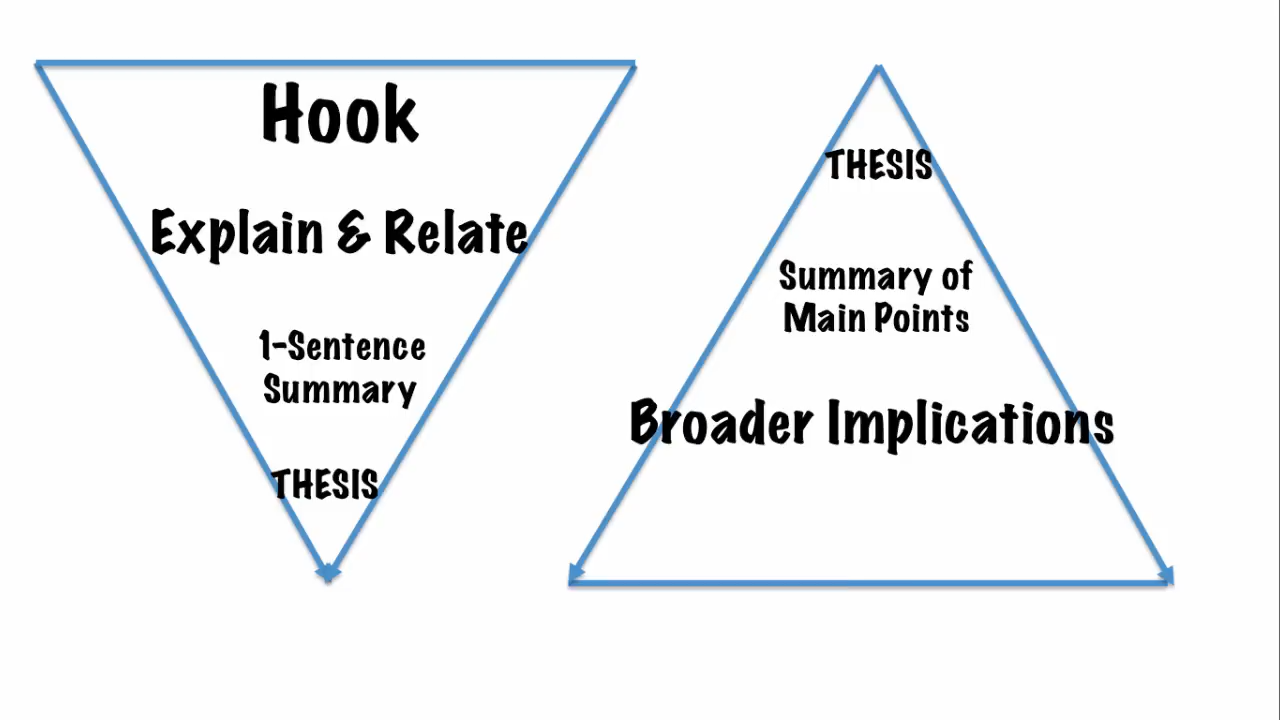 Hook
Explain & Relate
1-Sentence
Summary
THESIS
THESIS
Summary of
Main Points
Broader Implications